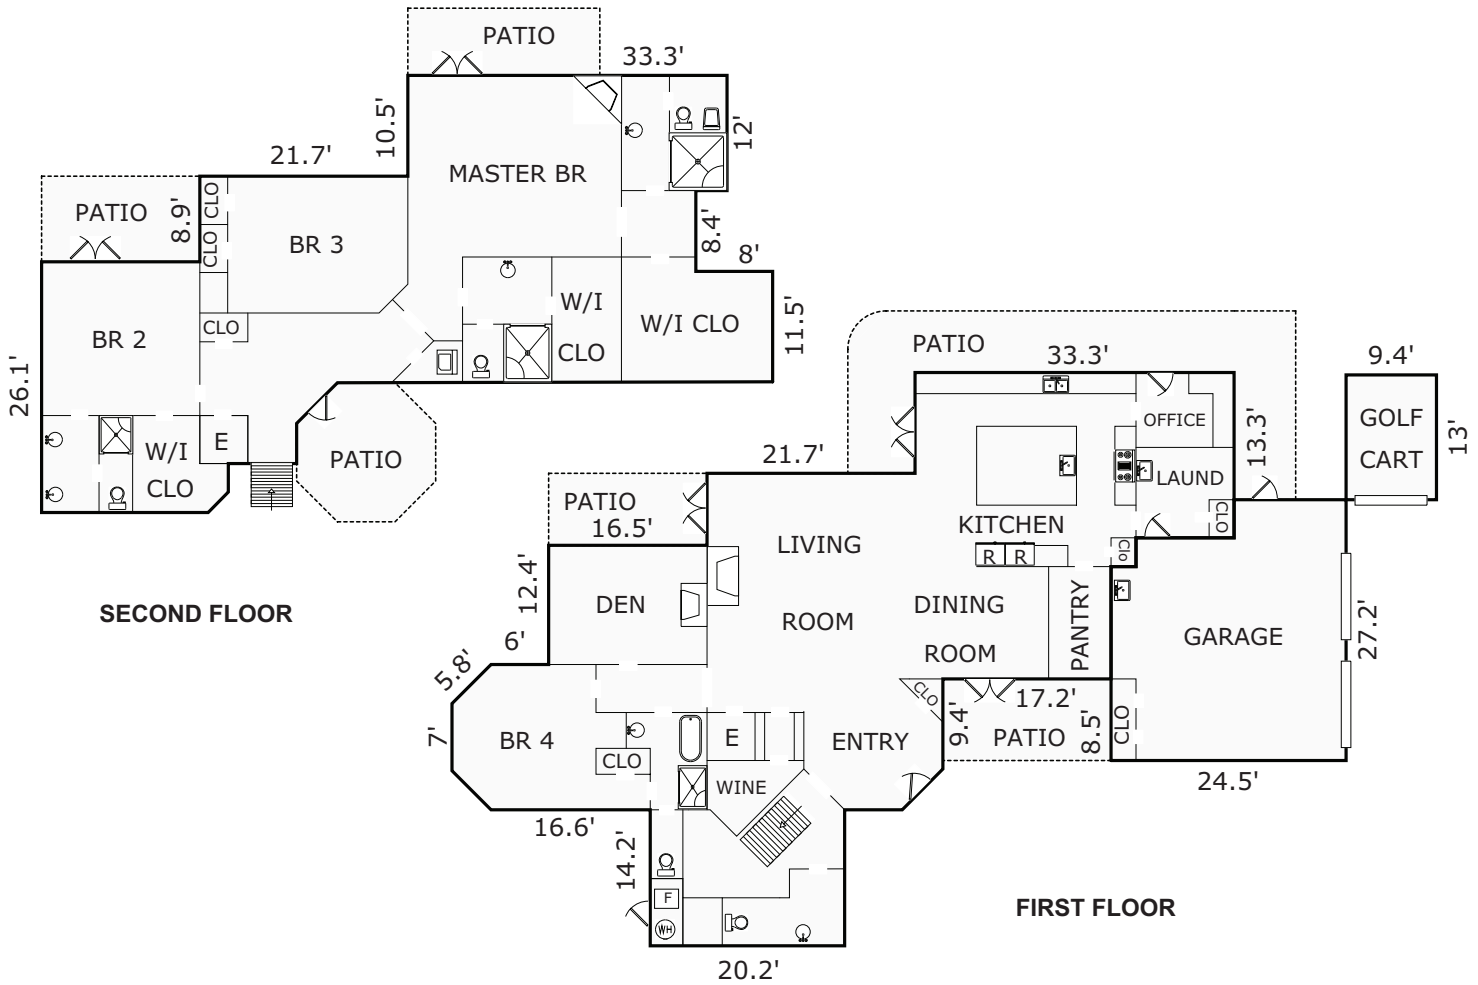 PATIO
33.3'
10.5'
12'
21.7'
MASTER BR
PATIO
8.9'
CLO
CLO
BR 3
8.4'
8'
BR 2
CLO
W/I
CLO
W/I CLO
11.5'
26.1'
E
W/I
CLO
PATIO
SECOND FLOOR
PATIO
33.3'
9.4'
GOLF
CART
13'
OFFICE
13.3'
21.7'
LAUND
CLO
PATIO
16.5'
KITCHEN
LIVING
ROOM
R
R
Clo
12.4'
DEN
DINING
ROOM
PANTRY
GARAGE
27.2'
6'
5.8'
7'
BR 4
CLO
E
ENTRY
CLO
9.4'
17.2'
PATIO
8.5'
CLO
24.5'
WINE
16.6'
14.2'
F
WH
20.2'
FIRST FLOOR